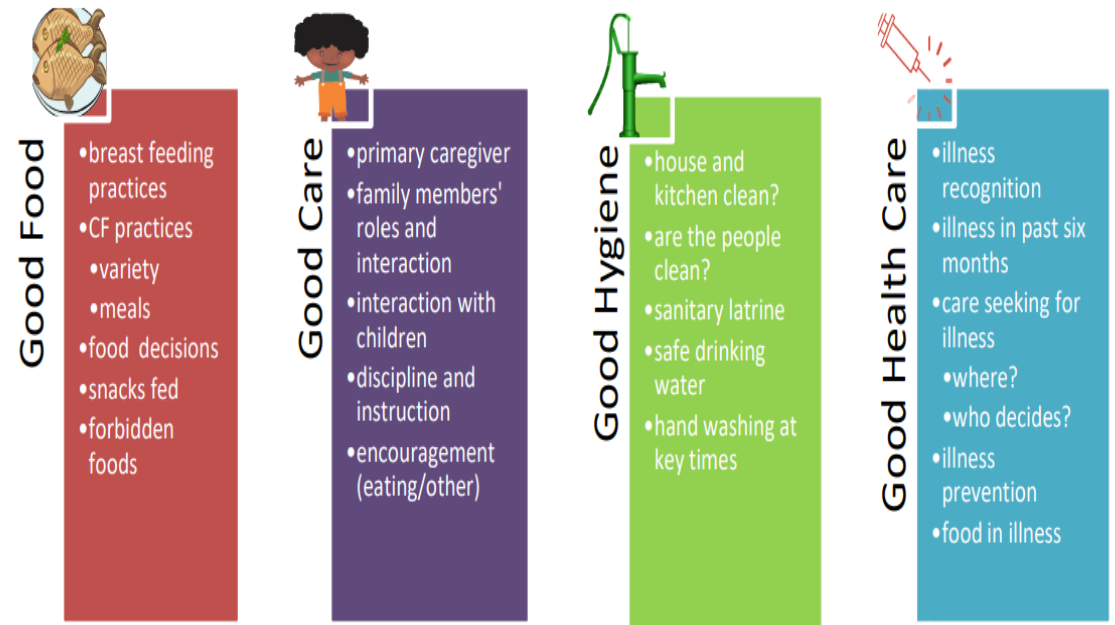 Good Food
•breast feeding
practices
•CF practices
•variety
•meals
•food decisions
•snacks fed
•forbidden
foods
Good Care
•primary caregiver
•family members'
roles and
interaction
•interaction with
children
•discipline and
instruction
•encouragement
(eating/other)
Good Hygiene
•house and
kitchen clean?
•are the people
clean?
•sanitary latrine
•safe drinking
water
•hand washing at
key times
Good Health Care
•illness
recognition
•illness in past six
months
•care seeking for
illness
•where?
•who decides?
•illness
prevention
•food in illness